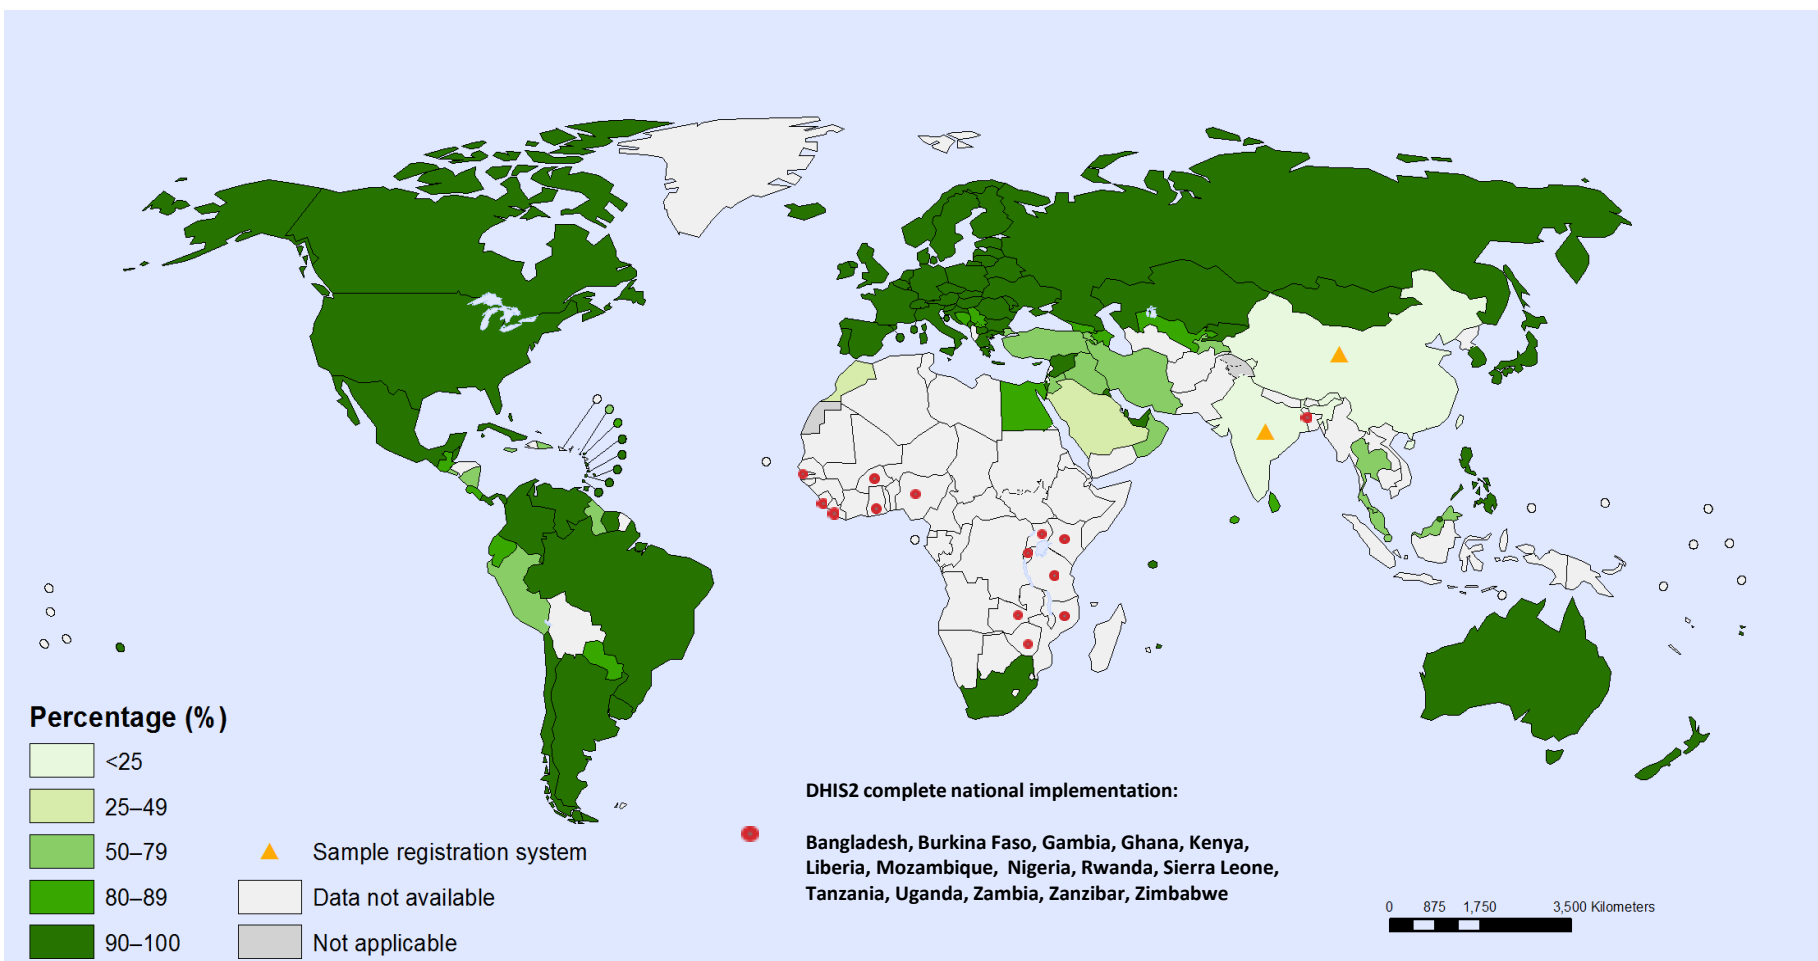 Percentage (%)
<25
25–49
50–79
80–89
90–100
Sample registration system
Data not available
Not applicable
DHIS2 complete national implementation:
Bangladesh, Burkina Faso, Gambia, Ghana, Kenya,
Liberia, Mozambique, Nigeria, Rwanda, Sierra Leone,
Tanzania, Uganda, Zambia, Zanzibar, Zimbabwe
0 875 1,750 3,500 Kilometers